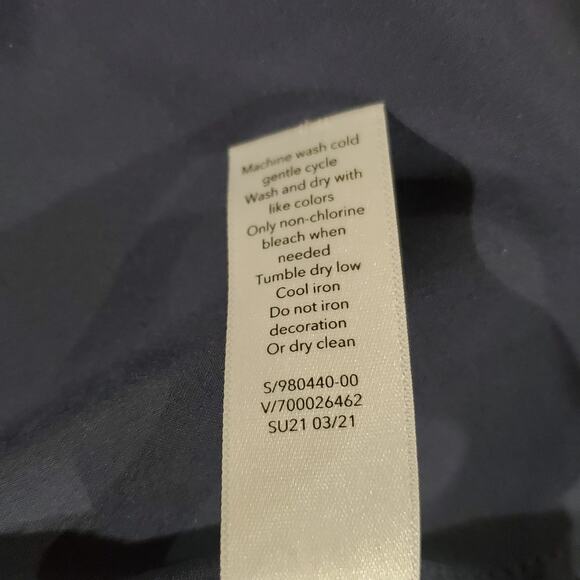 Machine wash cold
gentle cycle
Wash and dry with
like colors
Only non-chlorine
bleach when
needed
Tumble dry low
Cool iron
Do not iron
decoration
Or dry clean
S/980440-00
V/700026462
SU21 03/21